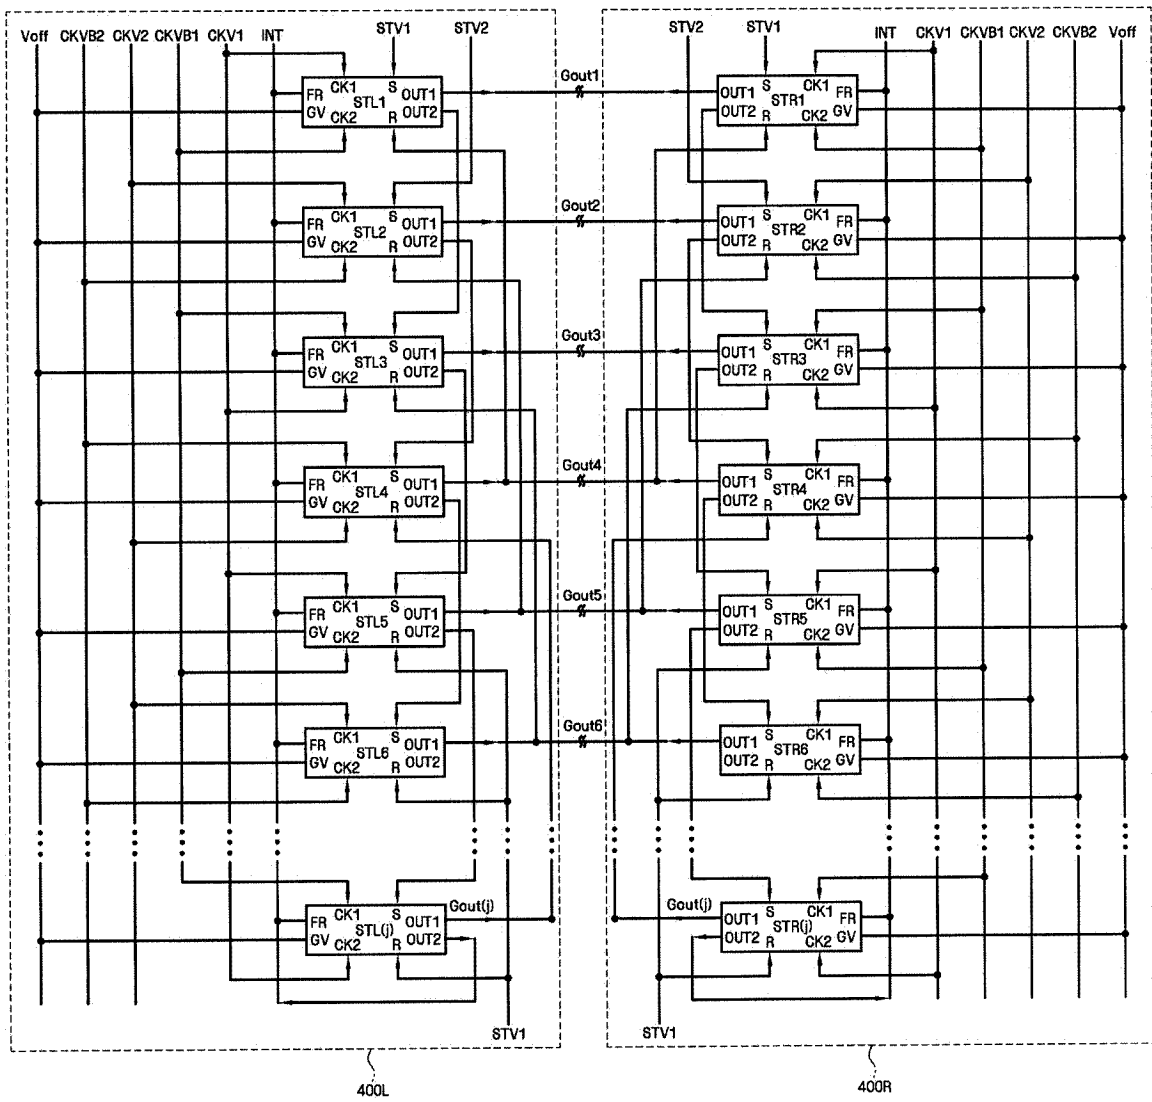 Voff CKVB2 CKV2 CKVB1 CKV1 INT STV1 STV2
STV2 STV1 INT CKV1 CKVB1 CKV2 CKVB2 Voff
CK1 S
FR STL1 OUT1
GV OUT2
CK2 R
Gout1
S CK1
OUT1 STR1 FR
OUT2 GV
R CK2
CK1 S
FR STL2 OUT1
GV OUT2
CK2 R
Gout2
S CK1
OUT1 STR2 FR
OUT2 GV
R CK2
CK1 S
FR STL3 OUT1
GV OUT2
CK2 R
Gout3
S CK1
OUT1 STR3 FR
OUT2 GV
R CK2
CK1 S
FR STL4 OUT1
GV OUT2
CK2 R
Gout4
S CK1
OUT1 STR4 FR
OUT2 GV
R CK2
CK1 S
FR STL5 OUT1
GV OUT2
CK2 R
Gout5
S CK1
OUT1 STR5 FR
OUT2 GV
R CK2
CK1 S
FR STL6 OUT1
GV OUT2
CK2 R
Gout6
S CK1
OUT1 STR6 FR
OUT2 GV
R CK2
CK1 S
FR STL(j) OUT1
GV OUT2
CK2 R
Gout(j)
Gout(j)
S CK1
OUT1 STR(j) FR
OUT2 GV
R CK2
STV1
STV1
400L
400R